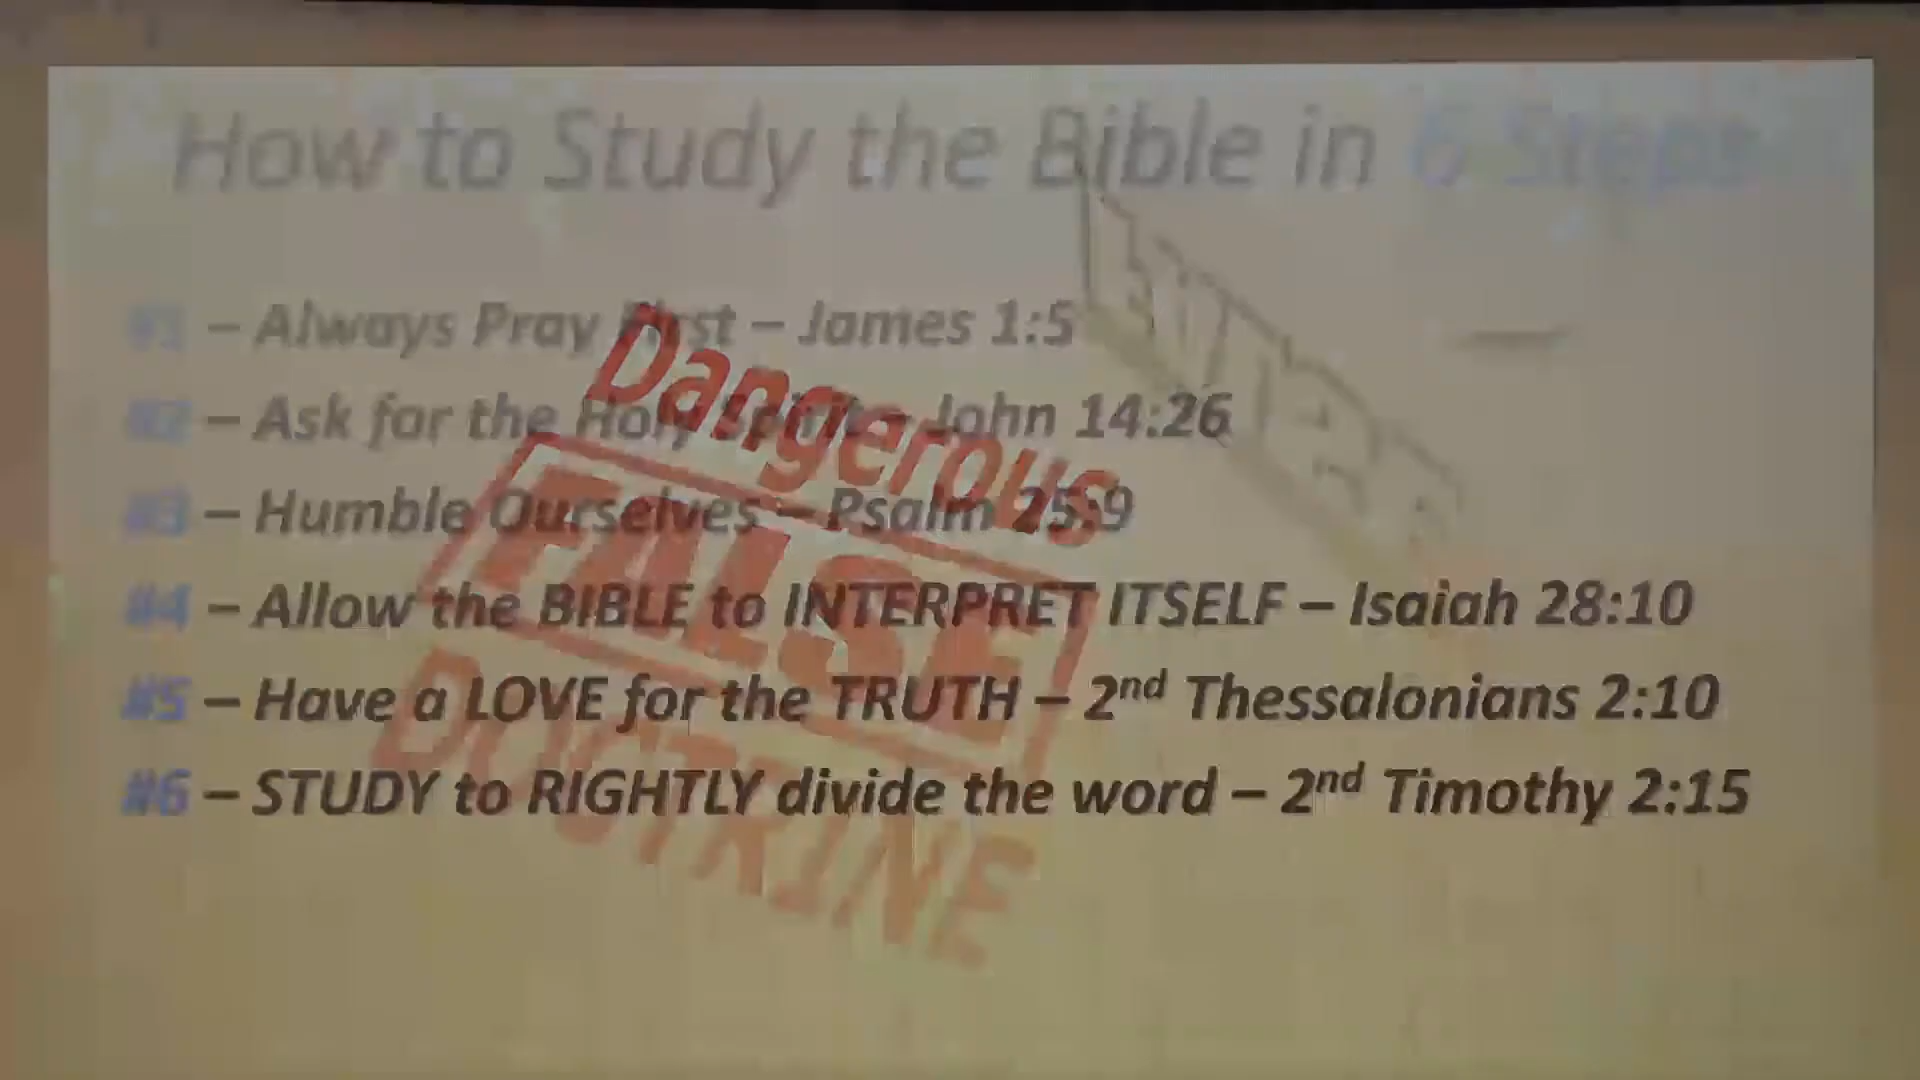 How to Study the Bible in 6 Steps
#1 – Always Pray First – James 1:5
#2 – Ask for the Holy Spirit – John 14:26
#3 – Humble Ourselves – Psalm 25:9
#4 – Allow the BIBLE to INTERPRET ITSELF – Isaiah 28:10
#5 – Have a LOVE for the TRUTH – 2nd Thessalonians 2:10
#6 – STUDY to RIGHTLY divide the word – 2nd Timothy 2:15
Dangerous
FALSE
DOCTRINE